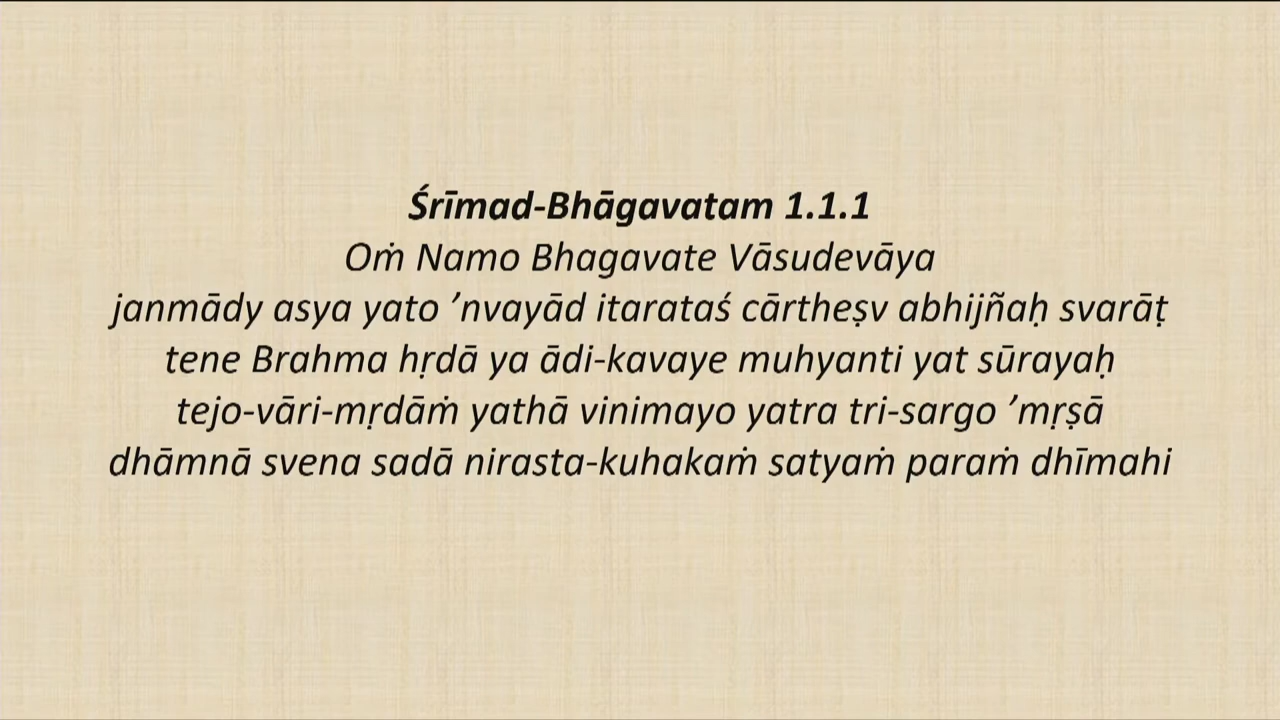 Śrīmad-Bhāgavatam 1.1.1
Oṁ Namo Bhagavate Vāsudevāya
janmādy asya yato ’nvayād itarataś cārtheṣv abhijñaḥ svarāṭ
tene Brahma hṛdā ya ādi-kavaye muhyanti yat sūrayaḥ
tejo-vāri-mṛdāṁ yathā vinimayo yatra tri-sargo ’mṛṣā
dhāmnā svena sadā nirasta-kuhakaṁ satyaṁ paraṁ dhīmahi